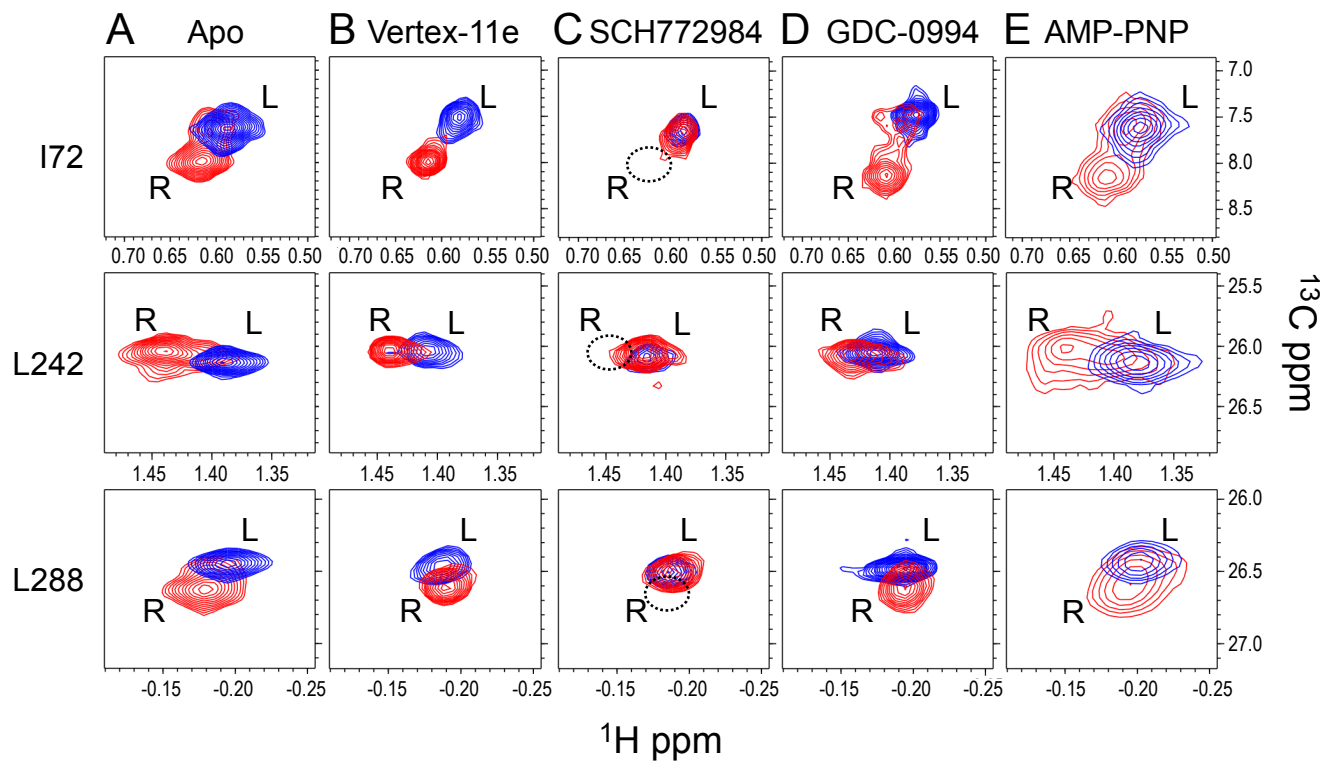 A Apo B Vertex-11e C SCH772984 D GDC-0994 E AMP-PNP
I72
L R
L R
L R
L R
L R
7.0
7.5
8.0
8.5
0.70 0.65 0.60 0.55 0.50
0.70 0.65 0.60 0.55 0.50
0.70 0.65 0.60 0.55 0.50
0.70 0.65 0.60 0.55 0.50
0.70 0.65 0.60 0.55 0.50
L242
R L
R L
R L
R L
R L
25.5
26.0
26.5
1.45 1.40 1.35
1.45 1.40 1.35
1.45 1.40 1.35
1.45 1.40 1.35
1.45 1.40 1.35
L288
L R
L R
L R
L R
L R
26.0
26.5
27.0
-0.15 -0.20 -0.25
-0.15 -0.20 -0.25
-0.15 -0.20 -0.25
-0.15 -0.20 -0.25
-0.15 -0.20 -0.25
13C ppm
1H ppm